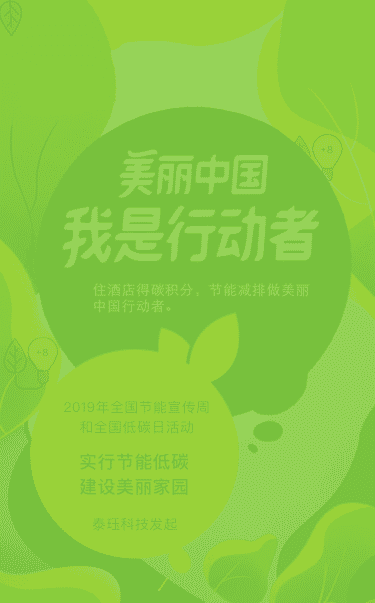 +8
美丽中国
我是行动者
住酒店得碳积分，节能减排做美丽
中国行动者。
+8
2019年全国节能宣传周
和全国低碳日活动
实行节能低碳
建设美丽家园
泰珏科技发起